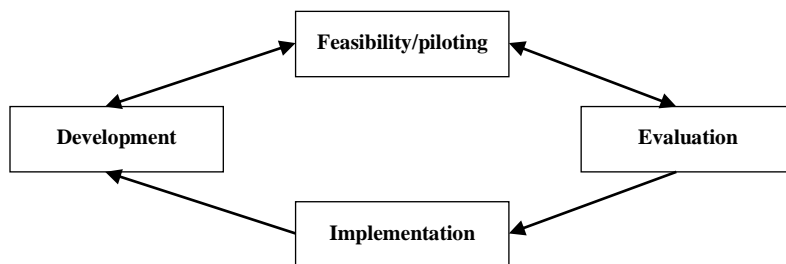 Feasibility/piloting
Development
Evaluation
Implementation